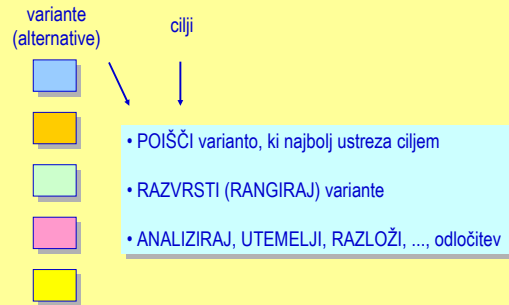 variante
(alternative)
cilji
• POIŠČI varianto, ki najbolj ustreza ciljem
• RAZVRSTI (RANGIRAJ) variante
• ANALIZIRAJ, UTEMELJI, RAZLOŽI, ..., odločitev